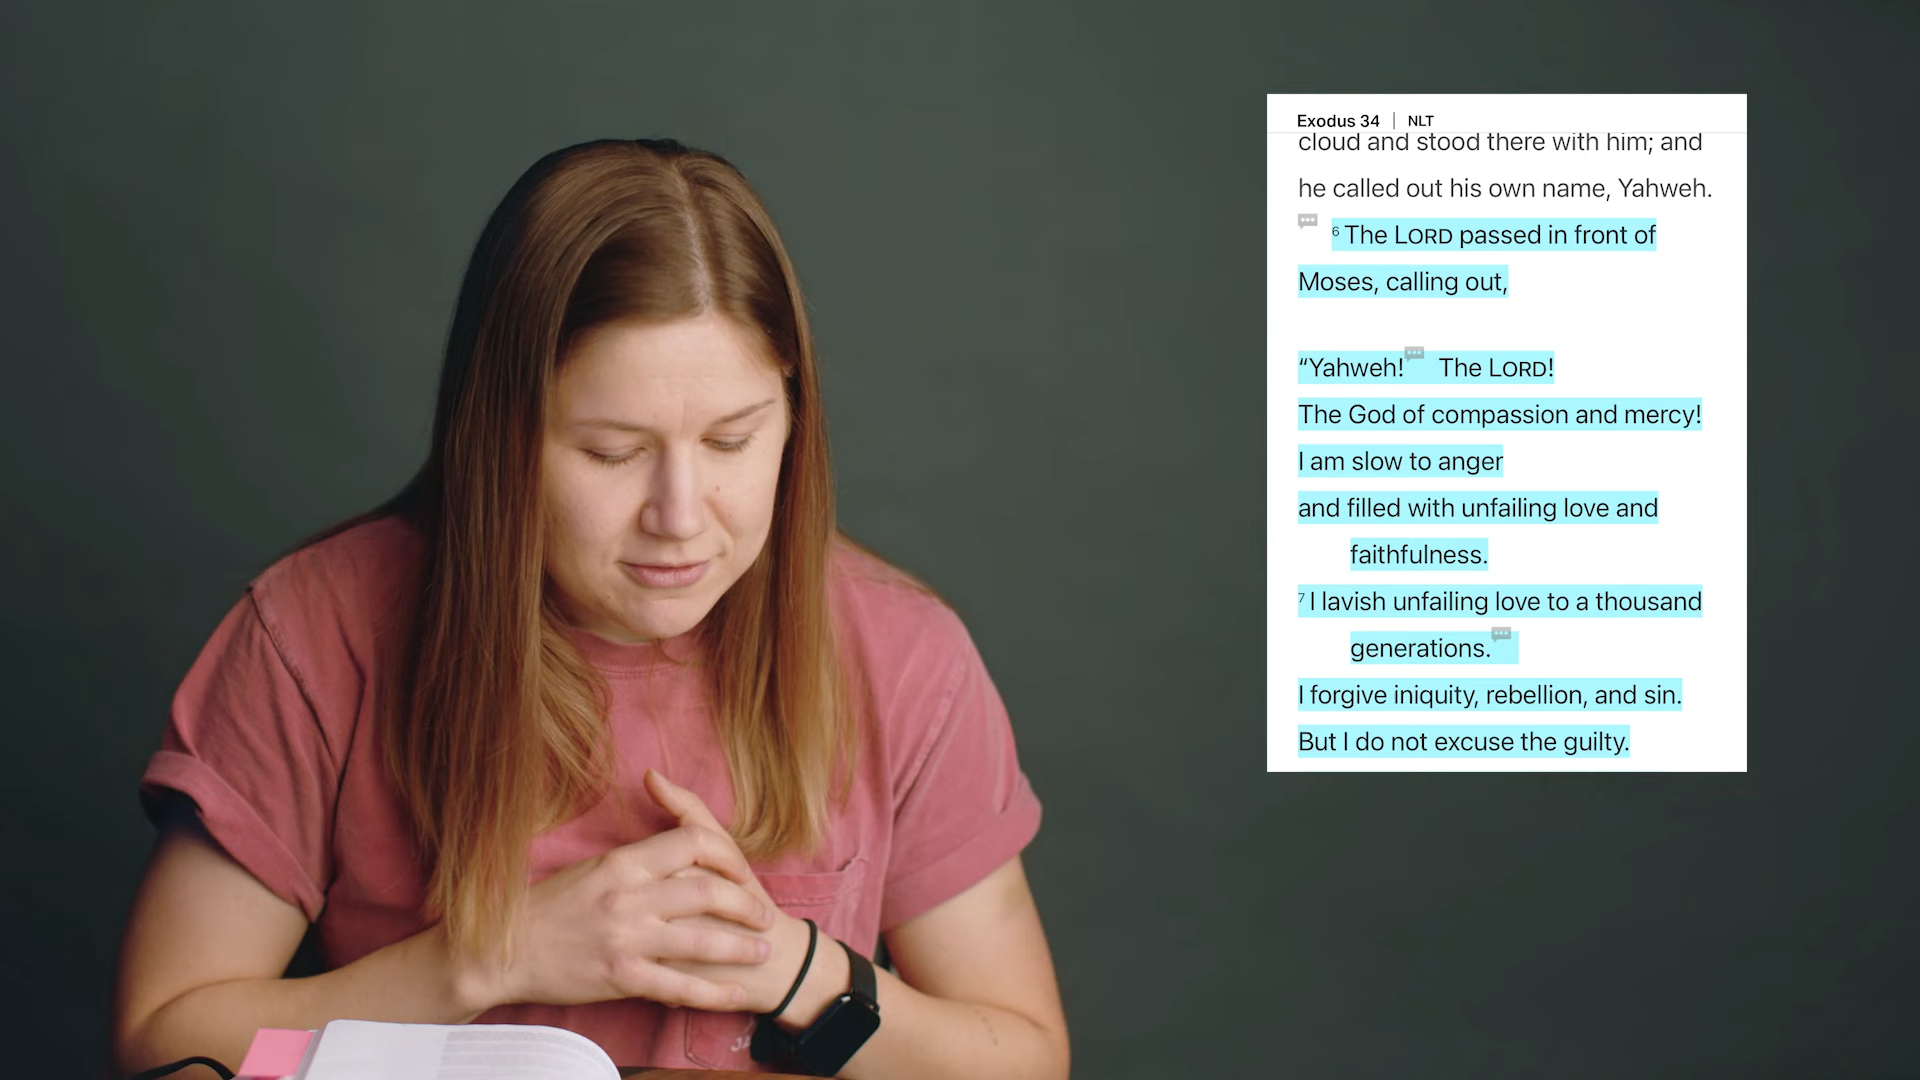 Exodus 34 | NLT
cloud and stood there with him; and
he called out his own name, Yahweh.
6 The LORD passed in front of
Moses, calling out,
“Yahweh! The LORD!
The God of compassion and mercy!
I am slow to anger
and filled with unfailing love and
faithfulness.
7 I lavish unfailing love to a thousand
generations.
I forgive iniquity, rebellion, and sin.
But I do not excuse the guilty.